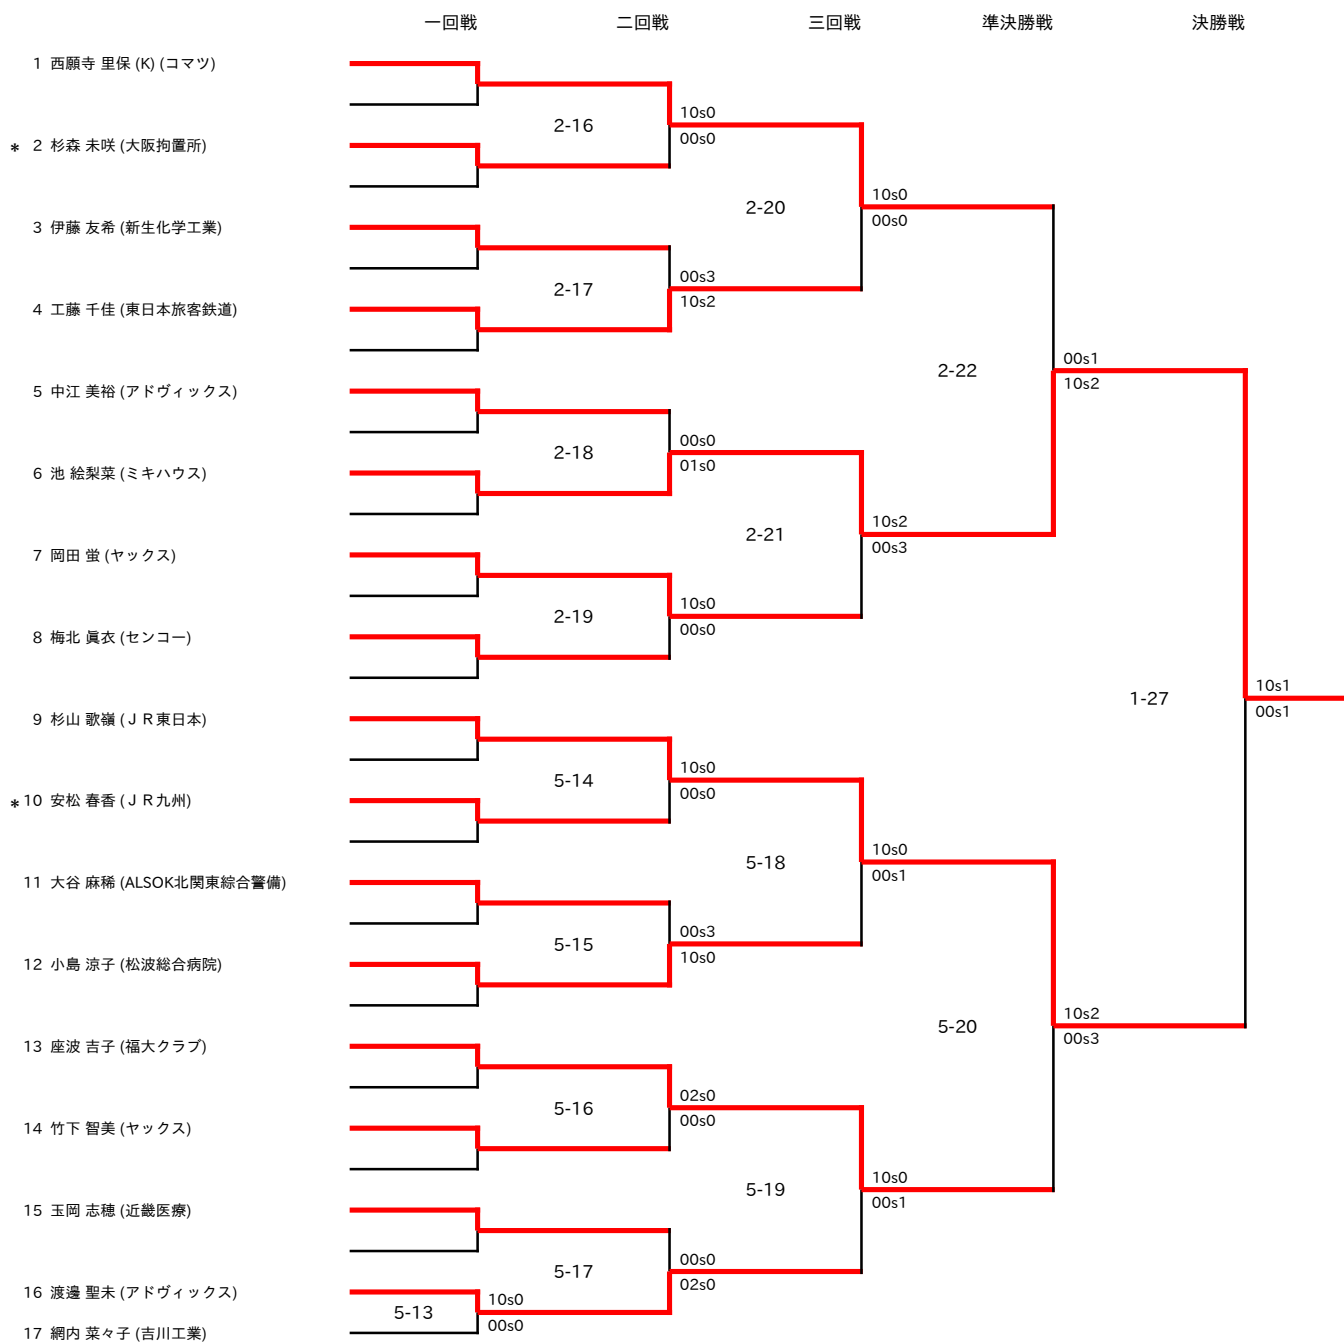 一回戦 二回戦 三回戦 準決勝戦 決勝戦
1 西願寺 里保 (K) (コマツ)
10s0
2-16
00s0
* 2 杉森 未咲 (大阪拘置所)
10s0
2-20
00s0
3 伊藤 友希 (新生化学工業)
00s3
2-17
10s2
4 工藤 千佳 (東日本旅客鉄道)
00s1
2-22
10s2
5 中江 美裕 (アドヴィックス)
00s0
2-18
01s0
6 池 絵梨菜 (ミキハウス)
10s2
2-21
00s3
7 岡田 蛍 (ヤックス)
10s0
2-19
00s0
8 梅北 眞衣 (センコー)
10s1
1-27
00s1
9 杉山 歌嶺 (ＪＲ東日本)
10s0
5-14
00s0
* 10 安松 春香 (ＪＲ九州)
10s0
5-18
00s1
11 大谷 麻稀 (ALSOK北関東綜合警備)
00s3
5-15
10s0
12 小島 涼子 (松波総合病院)
10s2
5-20
00s3
13 座波 吉子 (福大クラブ)
02s0
5-16
00s0
14 竹下 智美 (ヤックス)
10s0
5-19
00s1
15 玉岡 志穂 (近畿医療)
00s0
5-17
02s0
16 渡邊 聖未 (アドヴィックス)
10s0
5-13
00s0
17 網内 菜々子 (吉川工業)